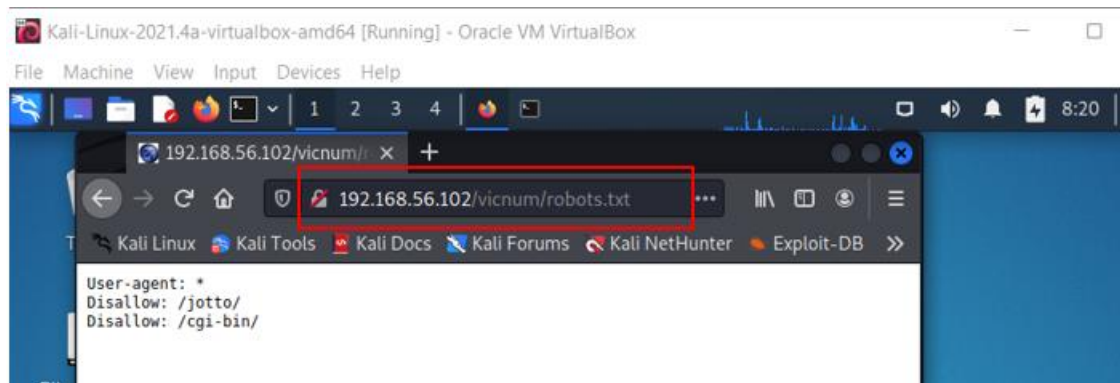 Kali-Linux-2021.4a-virtualbox-amd64 [Running] - Oracle VM VirtualBox
File Machine View Input Devices Help
1 2 3 4 8:20
192.168.56.102/vicnum/
192.168.56.102/vicnum/robots.txt
Kali Linux Kali Tools Kali Docs Kali Forums Kali NetHunter Exploit-DB
User-agent: *
Disallow: /jotto/
Disallow: /cgi-bin/